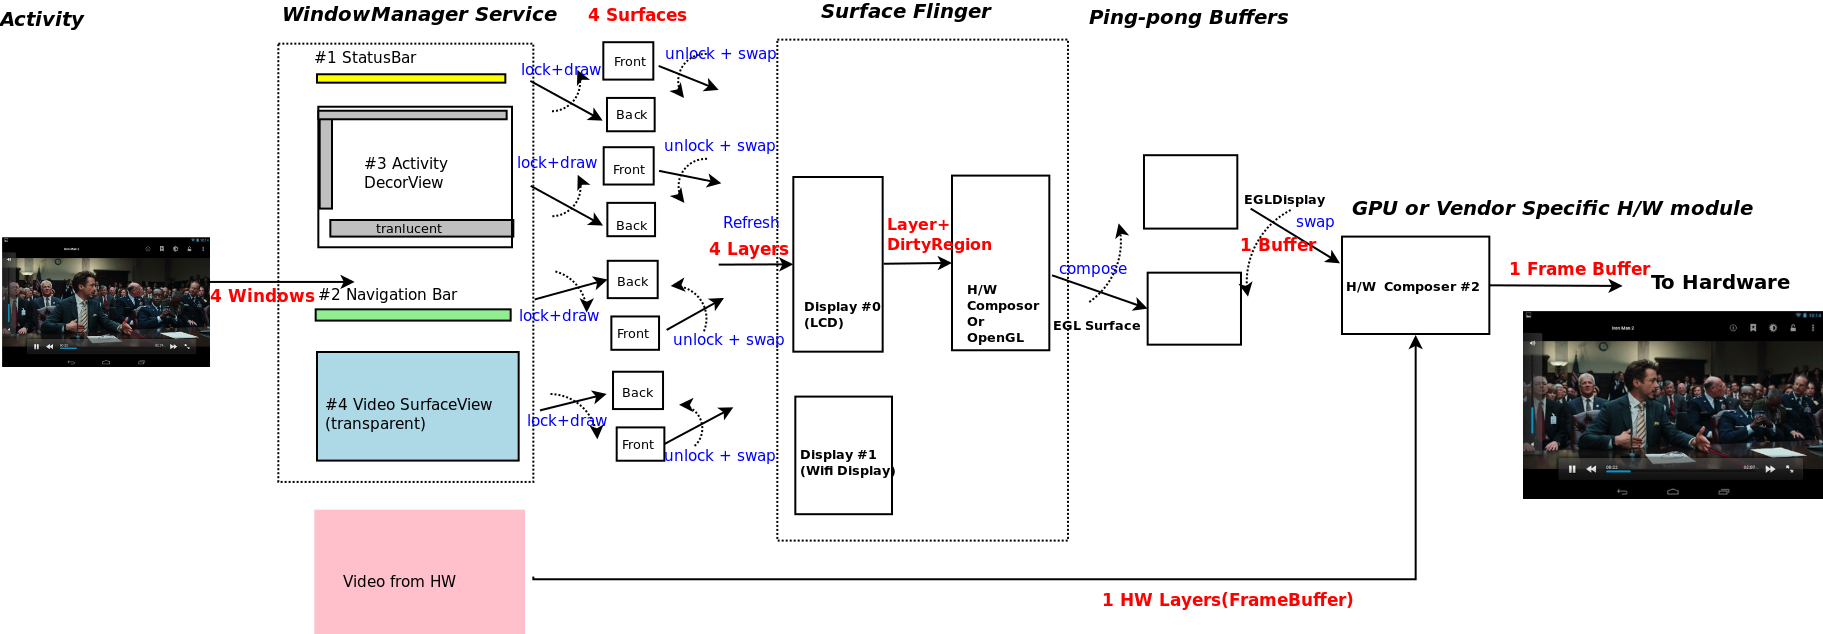 Activity
WindowManager Service
4 Surfaces
Surface Flinger
Ping-pong Buffers
#1 StatusBar
lock+draw
Front
Back
unlock + swap
#3 Activity
DecorView
tranlucent
lock+draw
Front
Back
unlock + swap
4 Windows
#2 Navigation Bar
lock+draw
Back
Front
unlock + swap
#4 Video SurfaceView
(transparent)
lock+draw
Back
Front
unlock + swap
Video from HW
Refresh
4 Layers
Display #0
(LCD)
Layer+
DirtyRegion
H/W
Composor
Or
OpenGL
Display #1
(Wifi Display)
compose
EGL Surface
EGLDisplay
swap
1 Buffer
GPU or Vendor Specific H/W module
H/W  Composer #2
1 Frame Buffer
To Hardware
1 HW Layers(FrameBuffer)
Iron Man 2